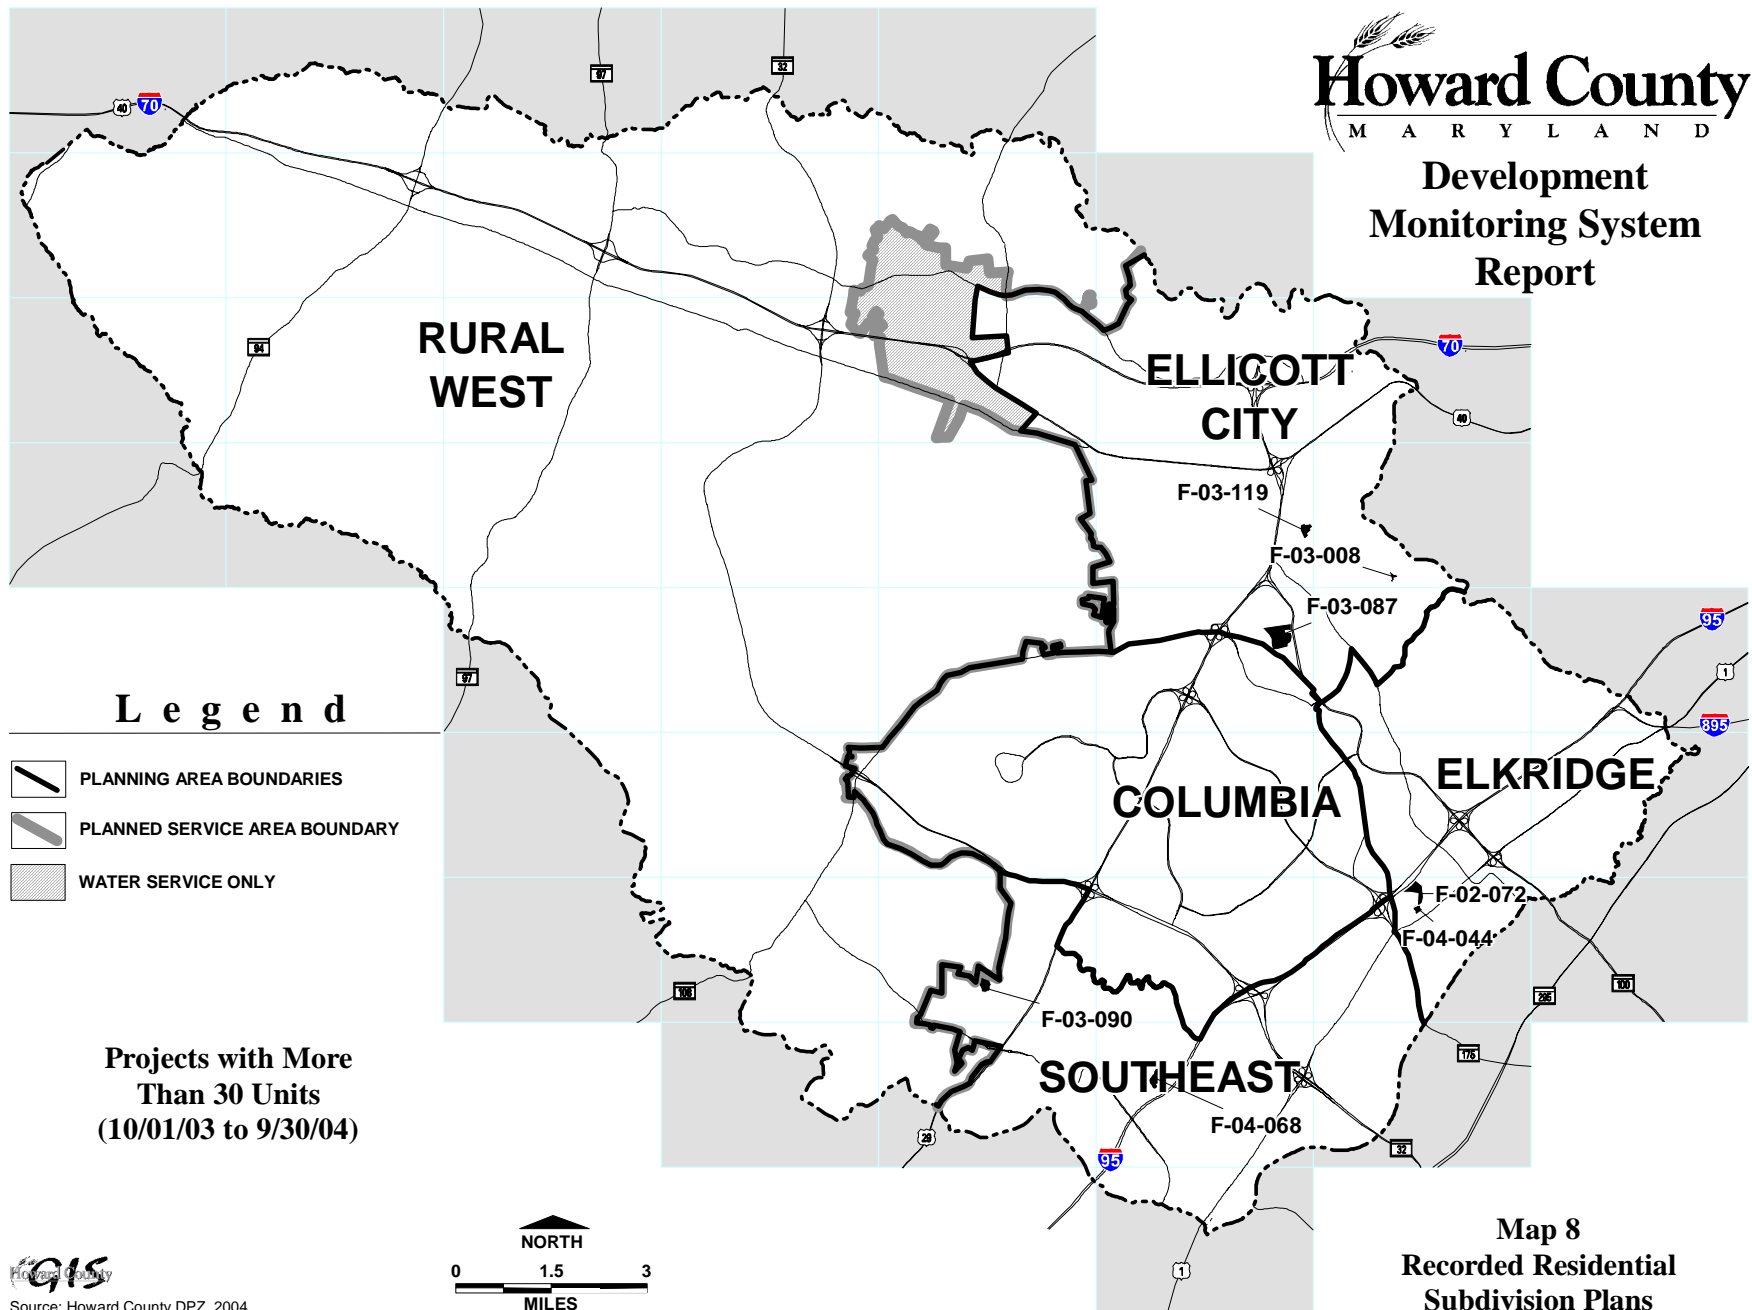 Howard County
MARYLAND
Development
Monitoring System
Report
97
32
40
70
94
RURAL
WEST
70
40
ELLICOTT
CITY
F-03-119
F-03-008
F-03-087
95
1
895
97
Legend
PLANNING AREA BOUNDARIES
PLANNED SERVICE AREA BOUNDARY
WATER SERVICE ONLY
COLUMBIA
ELKRIDGE
F-02-072
F-04-044
108
F-03-090
295
100
175
SOUTHEAST
F-04-068
29
95
32
1
Projects with More
Than 30 Units
(10/01/03 to 9/30/04)
NORTH
0 1.5 3
MILES
GIS
Howard County
Source: Howard County DPZ, 2004
Map 8
Recorded Residential
Subdivision Plans